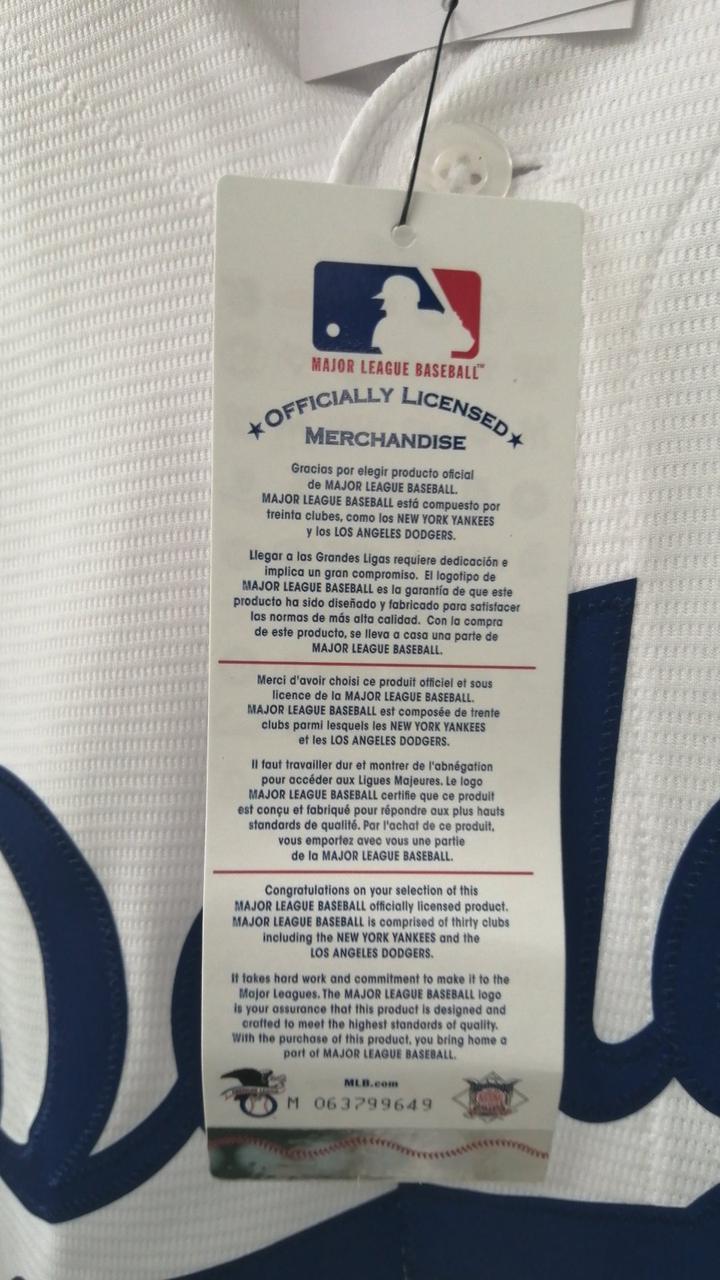 MAJOR LEAGUE BASEBALL™
★OFFICIALLY LICENSED★
MERCHANDISE
Gracias por elegir producto oficial
de MAJOR LEAGUE BASEBALL.
MAJOR LEAGUE BASEBALL está compuesto por
treinta clubes, como los NEW YORK YANKEES
y los LOS ANGELES DODGERS.
Llegar a las Grandes Ligas requiere dedicación e
implica un gran compromiso. El logotipo de
MAJOR LEAGUE BASEBALL es la garantía de que este
producto ha sido diseñado y fabricado para satisfacer
las normas de más alta calidad. Con la compra
de este producto, se lleva a casa una parte de
MAJOR LEAGUE BASEBALL.
Merci d'avoir choisi ce produit officiel et sous
licence de la MAJOR LEAGUE BASEBALL.
MAJOR LEAGUE BASEBALL est composée de trente
clubs parmi lesquels les NEW YORK YANKEES
et les LOS ANGELES DODGERS.
Il faut travailler dur et montrer de l'abnégation
pour accéder aux Ligues Majeures. Le logo
MAJOR LEAGUE BASEBALL certifie que ce produit
est conçu et fabriqué pour répondre aux plus hauts
standards de qualité. Par l'achat de ce produit,
vous emportez avec vous une partie
de la MAJOR LEAGUE BASEBALL.
Congratulations on your selection of this
MAJOR LEAGUE BASEBALL officially licensed product.
MAJOR LEAGUE BASEBALL is comprised of thirty clubs
including the NEW YORK YANKEES and the
LOS ANGELES DODGERS.
It takes hard work and commitment to make it to the
Major Leagues. The MAJOR LEAGUE BASEBALL logo
is your assurance that this product is designed and
crafted to meet the highest standards of quality.
With the purchase of this product, you bring home a
part of MAJOR LEAGUE BASEBALL.
MLB.com
M 063799649
NATIONAL